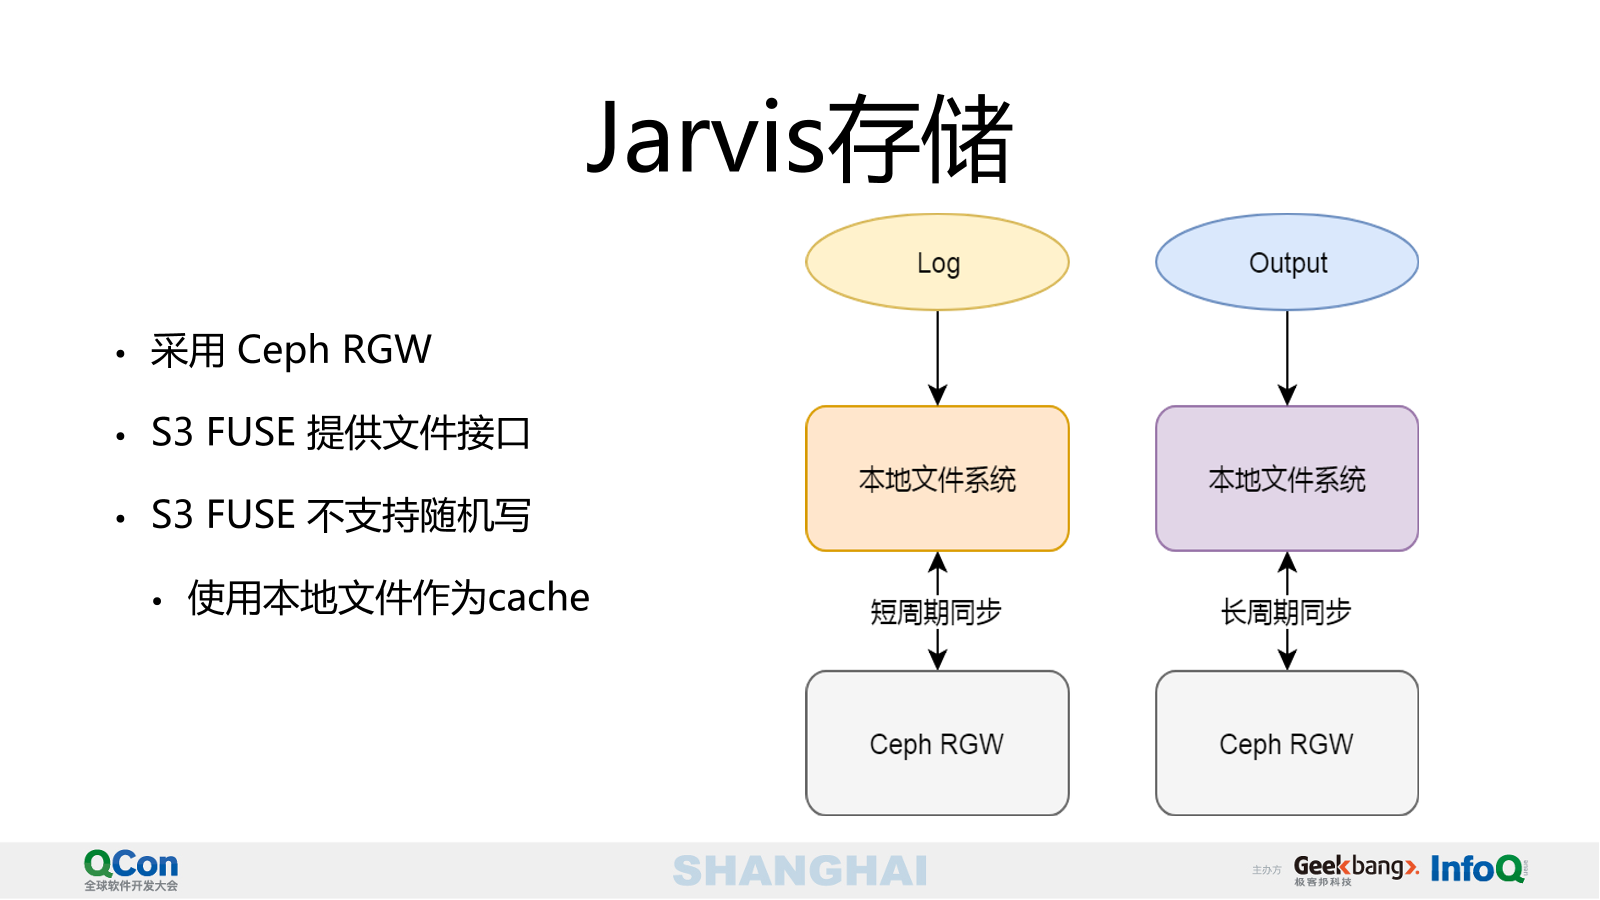 Jarvis存储
采用 Ceph RGW
S3 FUSE 提供文件接口
S3 FUSE 不支持随机写
使用本地文件作为cache
Log
Output
本地文件系统
本地文件系统
短周期同步
长周期同步
Ceph RGW
Ceph RGW
QCon
全球软件开发大会
SHANGHAI
主办方
Geekbang
极客邦科技
InfoQ